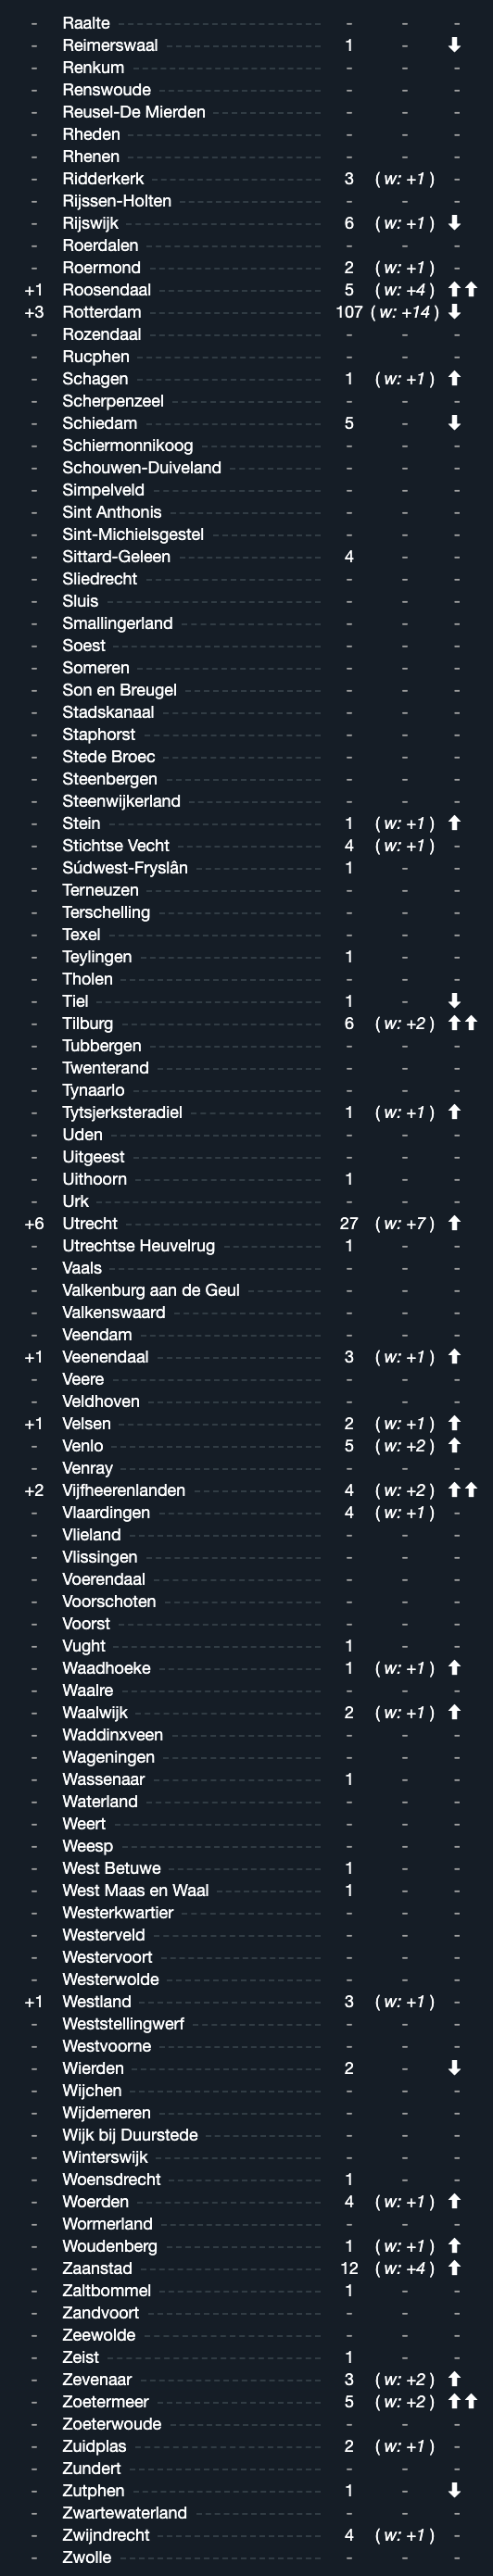 - Raalte - - -
- Reimerswaal 1 - ⬇
- Renkum - - -
- Renswoude - - -
- Reusel-De Mierden - - -
- Rheden - - -
- Rhenen - - -
- Ridderkerk 3 ( w: +1 ) -
- Rijssen-Holten - - -
- Rijswijk 6 ( w: +1 ) ⬇
- Roerdalen - - -
- Roermond 2 ( w: +1 ) -
+1 Roosendaal 5 ( w: +4 ) ⬆⬆
+3 Rotterdam 107 ( w: +14 ) ⬇
- Rozendaal - - -
- Rucphen - - -
- Schagen 1 ( w: +1 ) ⬆
- Scherpenzeel - - -
- Schiedam 5 - ⬇
- Schiermonnikoog - - -
- Schouwen-Duiveland - - -
- Simpelveld - - -
- Sint Anthonis - - -
- Sint-Michielsgestel - - -
- Sittard-Geleen 4 - -
- Sliedrecht - - -
- Sluis - - -
- Smallingerland - - -
- Soest - - -
- Someren - - -
- Son en Breugel - - -
- Stadskanaal - - -
- Staphorst - - -
- Stede Broec - - -
- Steenbergen - - -
- Steenwijkerland - - -
- Stein 1 ( w: +1 ) ⬆
- Stichtse Vecht 4 ( w: +1 ) -
- Súdwest-Fryslân 1 - -
- Terneuzen - - -
- Terschelling - - -
- Texel - - -
- Teylingen 1 - -
- Tholen - - -
- Tiel 1 - ⬇
- Tilburg 6 ( w: +2 ) ⬆⬆
- Tubbergen - - -
- Twenterand - - -
- Tynaarlo - - -
- Tytsjerksteradiel 1 ( w: +1 ) ⬆
- Uden - - -
- Uitgeest - - -
- Uithoorn 1 - -
- Urk - - -
+6 Utrecht 27 ( w: +7 ) ⬆
- Utrechtse Heuvelrug 1 - -
- Vaals - - -
- Valkenburg aan de Geul - - -
- Valkenswaard - - -
- Veendam - - -
+1 Veenendaal 3 ( w: +1 ) ⬆
- Veere - - -
- Veldhoven - - -
+1 Velsen 2 ( w: +1 ) ⬆
- Venlo 5 ( w: +2 ) ⬆
- Venray - - -
+2 Vijfheerenlanden 4 ( w: +2 ) ⬆⬆
- Vlaardingen 4 ( w: +1 ) -
- Vlieland - - -
- Vlissingen - - -
- Voerendaal - - -
- Voorschoten - - -
- Voorst - - -
- Vught 1 - -
- Waadhoeke 1 ( w: +1 ) ⬆
- Waalre - - -
- Waalwijk 2 ( w: +1 ) ⬆
- Waddinxveen - - -
- Wageningen - - -
- Wassenaar 1 - -
- Waterland - - -
- Weert - - -
- Weesp - - -
- West Betuwe 1 - -
- West Maas en Waal 1 - -
- Westerkwartier - - -
- Westerveld - - -
- Westervoort - - -
- Westerwolde - - -
+1 Westland 3 ( w: +1 ) -
- Weststellingwerf - - -
- Westvoorne - - -
- Wierden 2 - ⬇
- Wijchen - - -
- Wijdemeren - - -
- Wijk bij Duurstede - - -
- Winterswijk - - -
- Woensdrecht 1 - -
- Woerden 4 ( w: +1 ) ⬆
- Wormerland - - -
- Woudenberg 1 ( w: +1 ) ⬆
- Zaanstad 12 ( w: +4 ) ⬆
- Zaltbommel 1 - -
- Zandvoort - - -
- Zeewolde - - -
- Zeist 1 - -
- Zevenaar 3 ( w: +2 ) ⬆
- Zoetermeer 5 ( w: +2 ) ⬆⬆
- Zoeterwoude - - -
- Zuidplas 2 ( w: +1 ) -
- Zundert - - -
- Zutphen 1 - ⬇
- Zwartewaterland - - -
- Zwijndrecht 4 ( w: +1 ) -
- Zwolle - - -